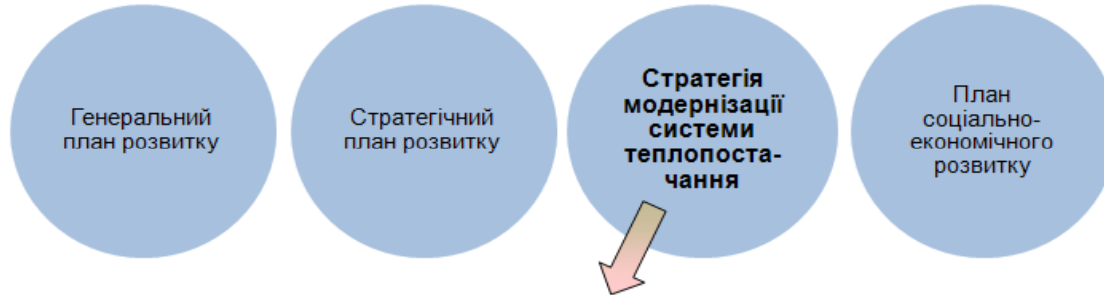 Генеральний
план розвитку
Стратегічний
план розвитку
Стратегія
модернізації
системи
теплопоста-
чання
План
соціально-
економічного
розвитку